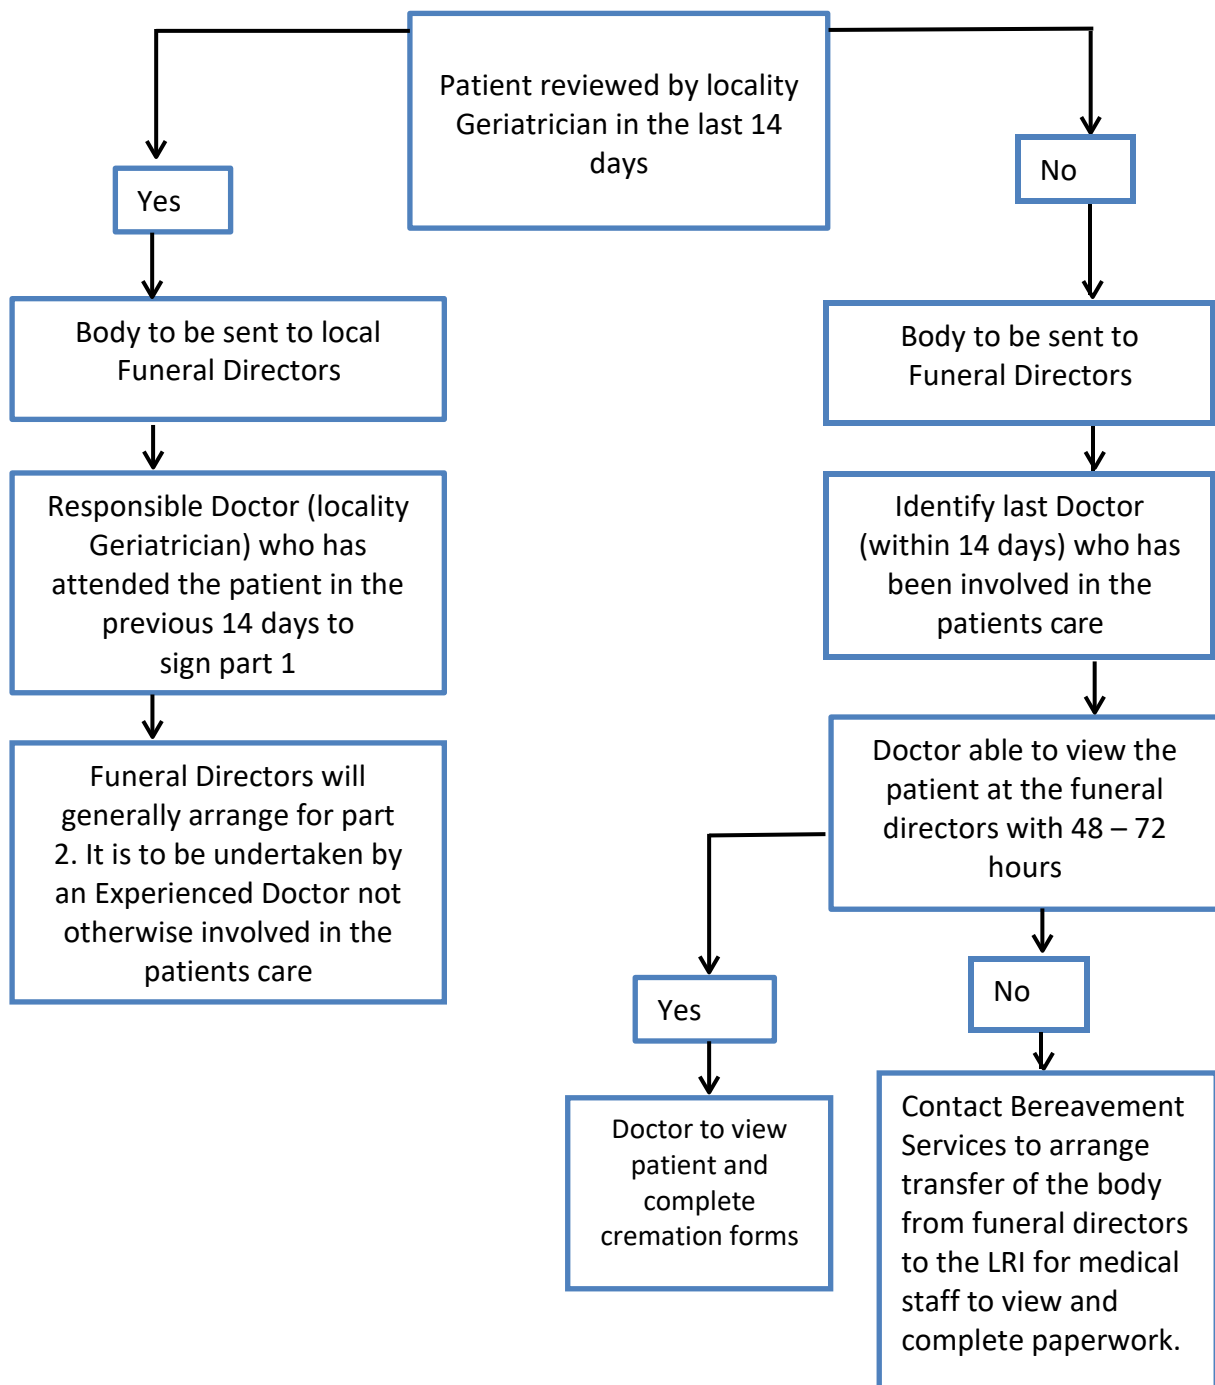 Patient reviewed by locality
Geriatrician in the last 14
days
Yes
No
Body to be sent to local
Funeral Directors
Body to be sent to
Funeral Directors
Responsible Doctor (locality
Geriatrician) who has
attended the patient in the
previous 14 days to
sign part 1
Identify last Doctor
(within 14 days) who has
been involved in the
patients care
Funeral Directors will
generally arrange for part
2. It is to be undertaken by
an Experienced Doctor not
otherwise involved in the
patients care
Doctor able to view the
patient at the funeral
directors with 48 – 72
hours
Yes
No
Doctor to view
patient and
complete
cremation forms
Contact Bereavement
Services to arrange
transfer of the body
from funeral directors
to the LRI for medical
staff to view and
complete paperwork.